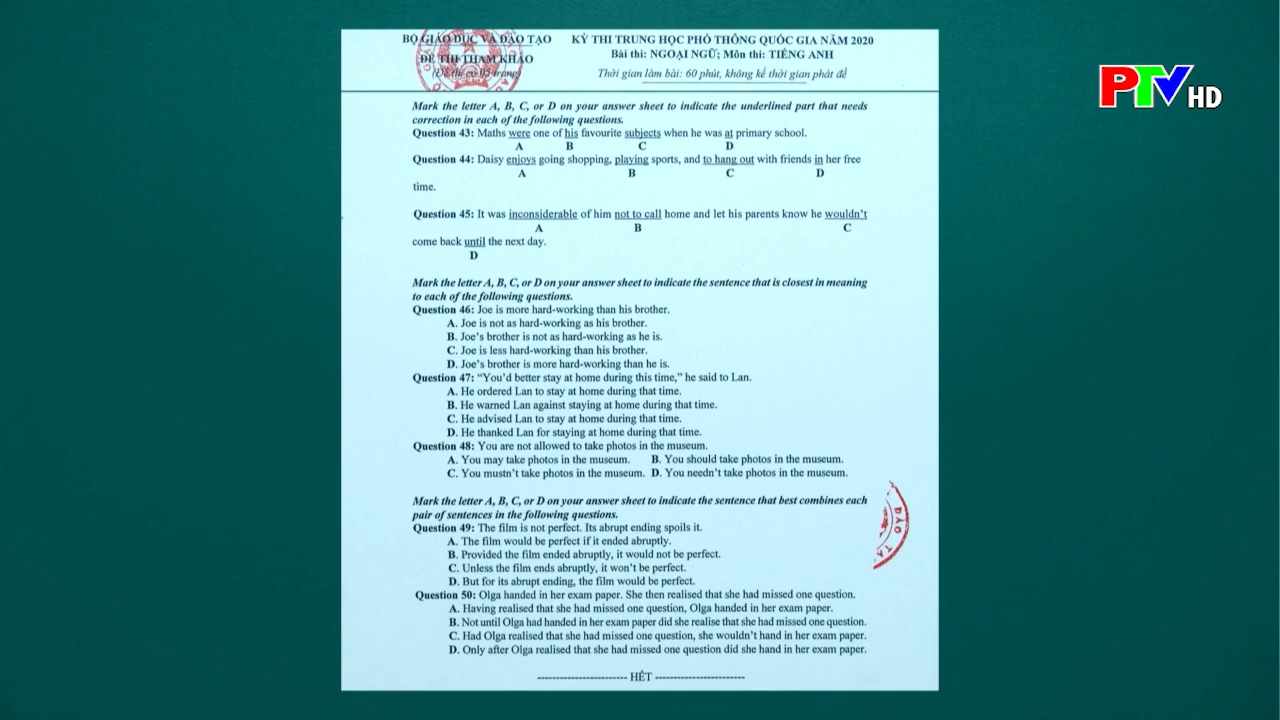 BỘ GIÁO DỤC VÀ ĐÀO TẠO
ĐỀ THI THAM KHẢO
(Đề thi có 05 trang)
KỲ THI TRUNG HỌC PHỔ THÔNG QUỐC GIA NĂM 2020
Bài thi: NGOẠI NGỮ; Môn thi: TIẾNG ANH
Thời gian làm bài: 60 phút, không kể thời gian phát đề
PTV HD
Mark the letter A, B, C, or D on your answer sheet to indicate the underlined part that needs
correction in each of the following questions.
Question 43: Maths were one of his favourite subjects when he was at primary school.
A B C D
Question 44: Daisy enjoys going shopping, playing sports, and to hang out with friends in her free
A B C D
time.
Question 45: It was inconsiderable of him not to call home and let his parents know he wouldn't
A B C
come back until the next day.
D
Mark the letter A, B, C, or D on your answer sheet to indicate the sentence that is closest in meaning
to each of the following questions.
Question 46: Joe is more hard-working than his brother.
A. Joe is not as hard-working as his brother.
B. Joe's brother is not as hard-working as he is.
C. Joe is less hard-working than his brother.
D. Joe's brother is more hard-working than he is.
Question 47: "You'd better stay at home during this time," he said to Lan.
A. He ordered Lan to stay at home during that time.
B. He warned Lan against staying at home during that time.
C. He advised Lan to stay at home during that time.
D. He thanked Lan for staying at home during that time.
Question 48: You are not allowed to take photos in the museum.
A. You may take photos in the museum. B. You should take photos in the museum.
C. You mustn't take photos in the museum. D. You needn't take photos in the museum.
Mark the letter A, B, C, or D on your answer sheet to indicate the sentence that best combines each
pair of sentences in the following questions.
Question 49: The film is not perfect. Its abrupt ending spoils it.
A. The film would be perfect if it ended abruptly.
B. Provided the film ended abruptly, it would not be perfect.
C. Unless the film ends abruptly, it won't be perfect.
D. But for its abrupt ending, the film would be perfect.
Question 50: Olga handed in her exam paper. She then realised that she had missed one question.
A. Having realised that she had missed one question, Olga handed in her exam paper.
B. Not until Olga had handed in her exam paper did she realise that she had missed one question.
C. Had Olga realised that she had missed one question, she wouldn't hand in her exam paper.
D. Only after Olga realised that she had missed one question did she hand in her exam paper.
HẾT